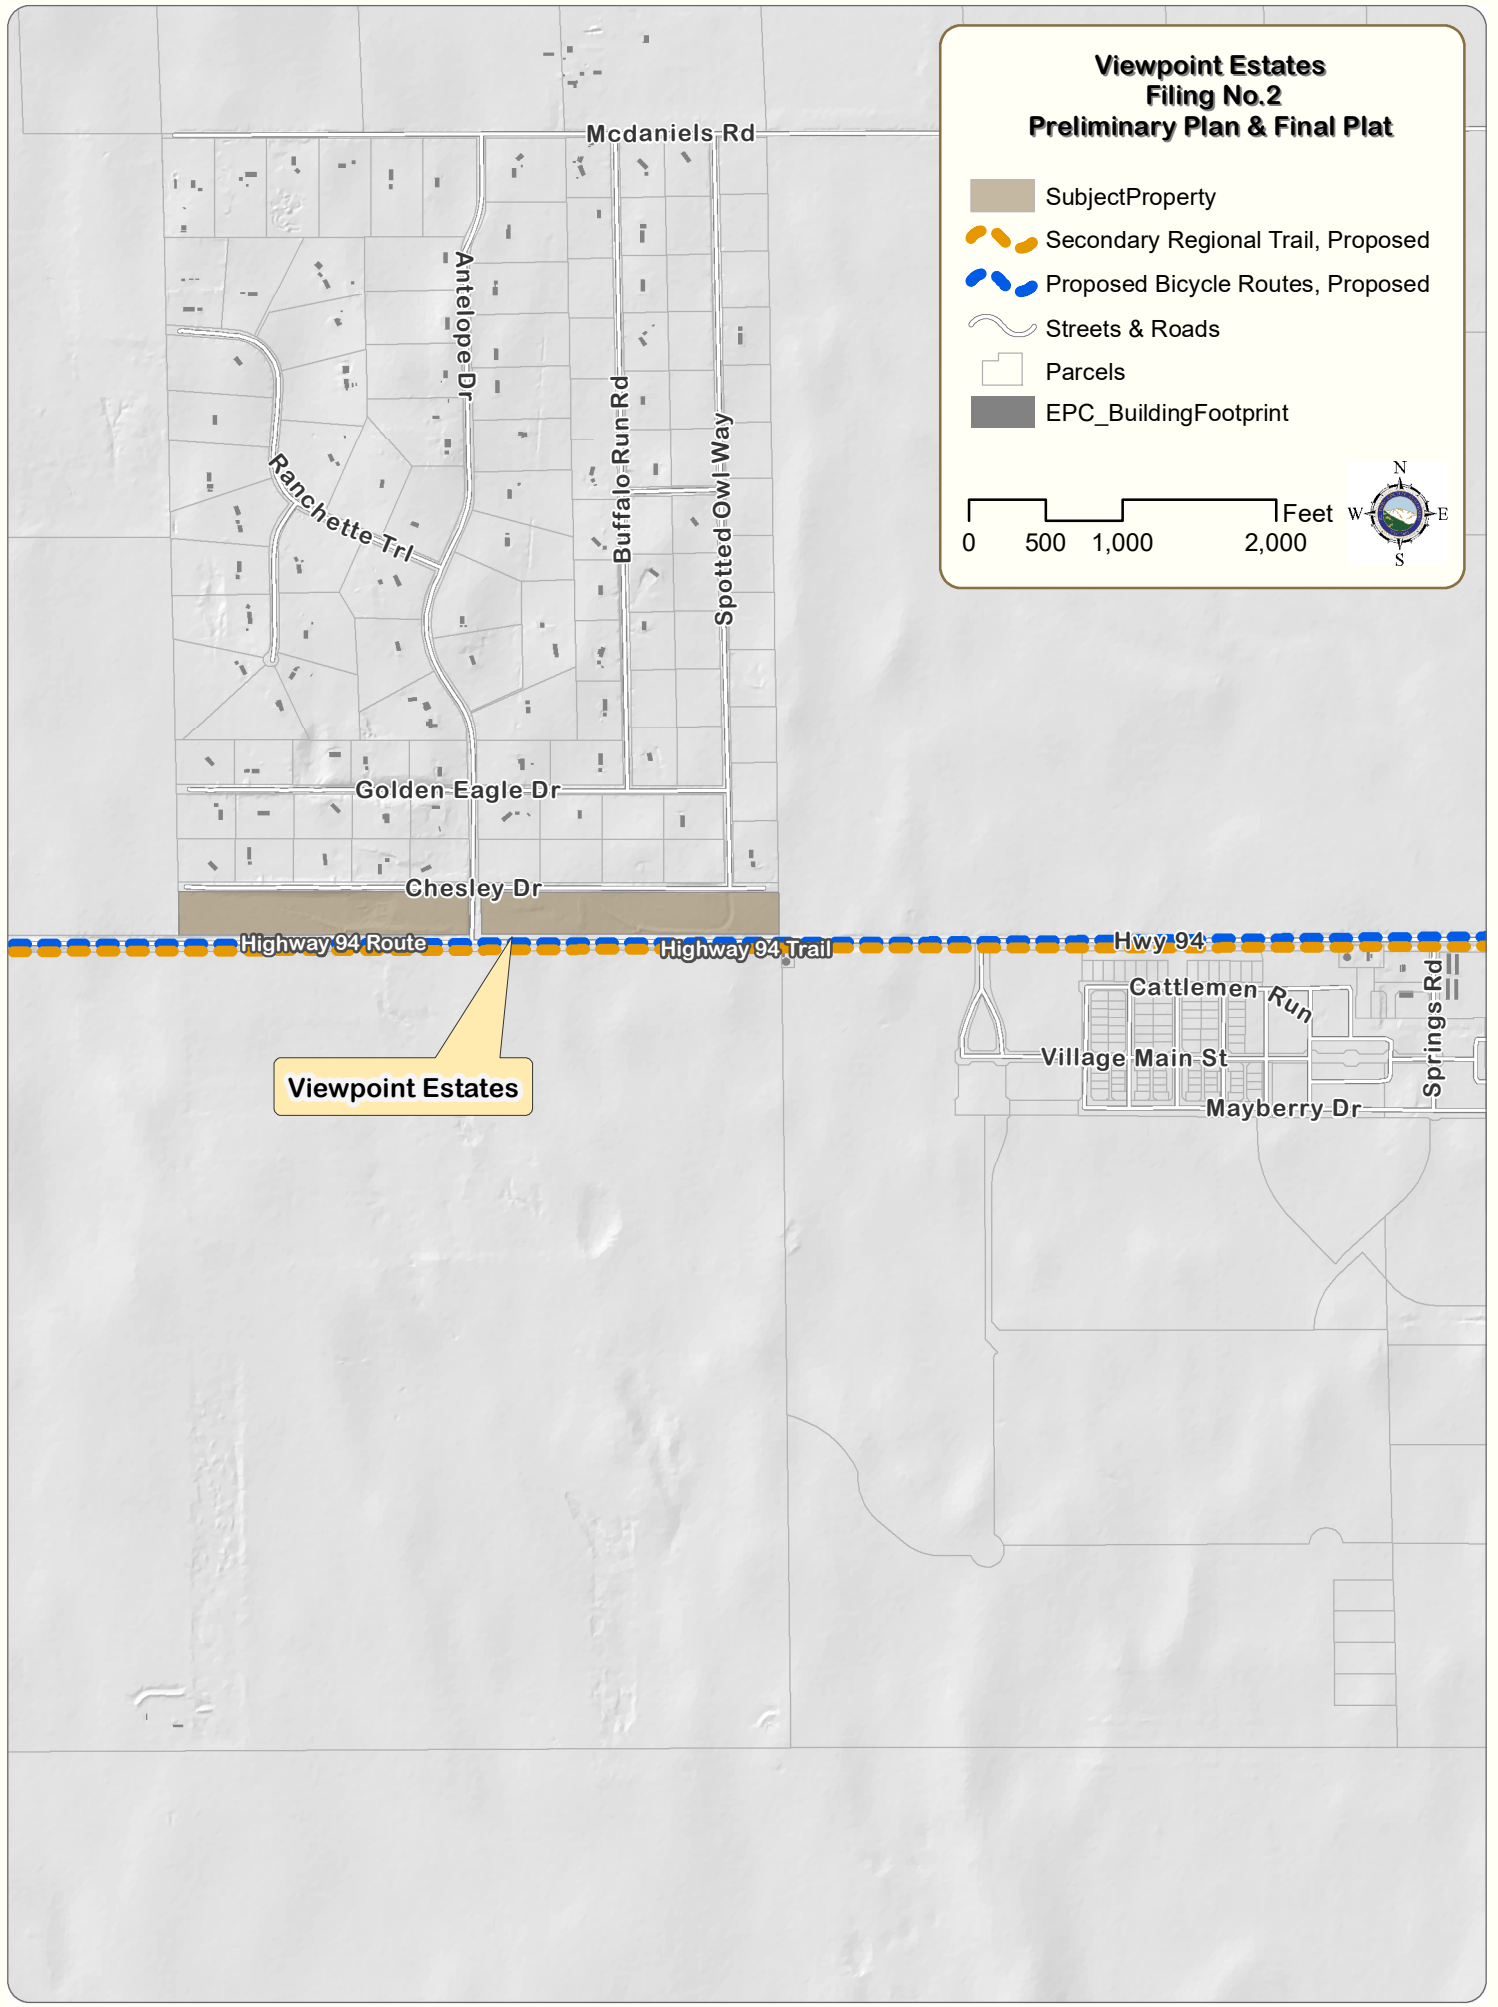 Viewpoint Estates
Filing No.2
Preliminary Plan & Final Plat
SubjectProperty
Secondary Regional Trail, Proposed
Proposed Bicycle Routes, Proposed
Streets & Roads
Parcels
EPC_BuildingFootprint
Feet
0 500 1,000 2,000
N
W E
S
Mcdaniels Rd
Antelope Dr
Buffalo Run Rd
Spotted Owl Way
Ranchette Trl
Golden Eagle Dr
Chesley Dr
Highway 94 Route
Highway 94 Trail
Hwy 94
Cattlemen Run
Springs Rd
Village Main St
Mayberry Dr
Viewpoint Estates